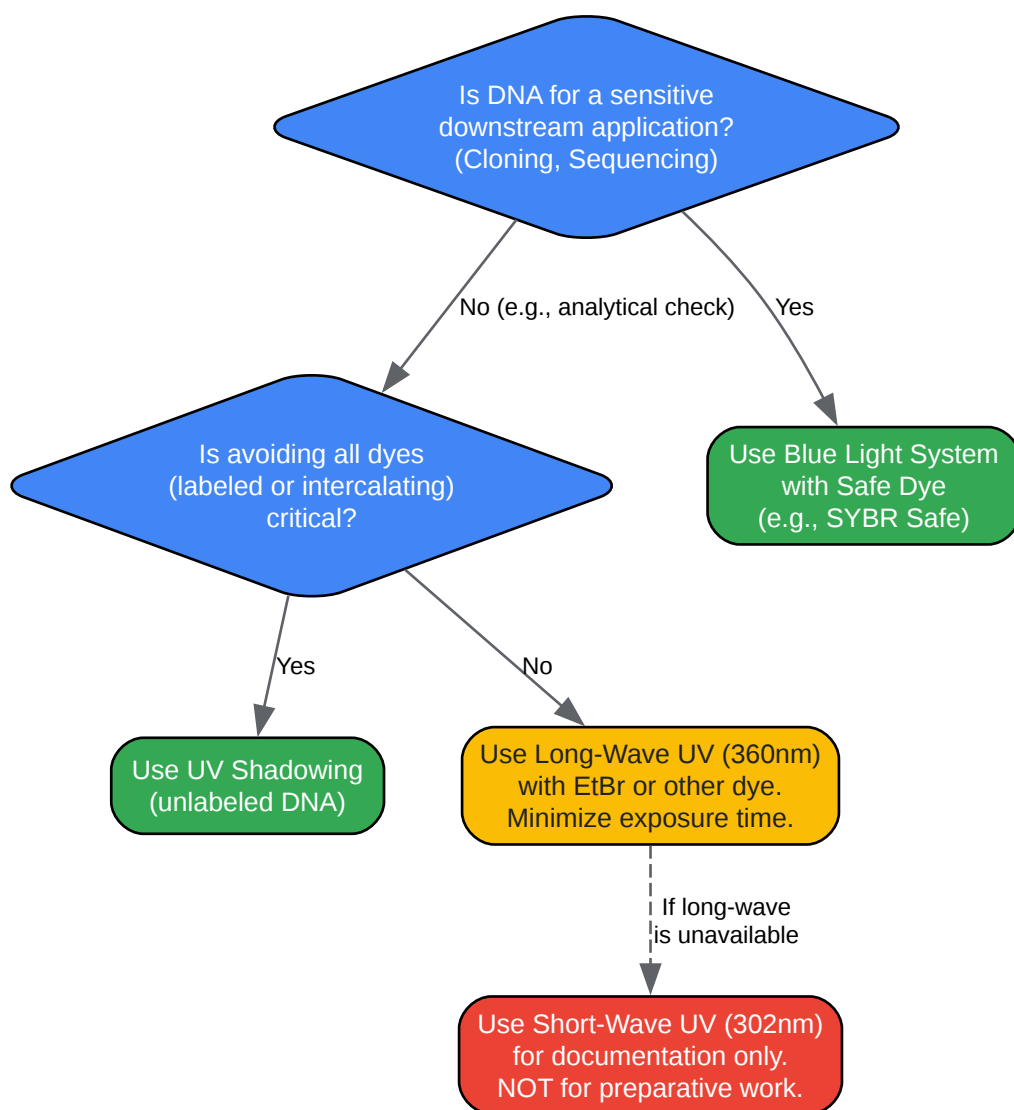 Is DNA for a sensitive
downstream application?
(Cloning, Sequencing)
No (e.g., analytical check)
Yes
Is avoiding all dyes
(labeled or intercalating)
critical?
Use Blue Light System
with Safe Dye
(e.g., SYBR Safe)
Yes
No
Use UV Shadowing
(unlabeled DNA)
Use Long-Wave UV (360nm)
with EtBr or other dye.
Minimize exposure time.
If long-wave
is unavailable
Use Short-Wave UV (302nm)
for documentation only.
NOT for preparative work.